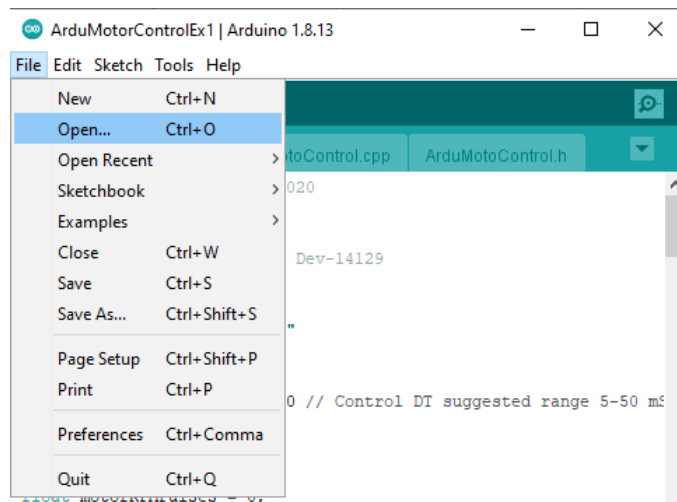 ArduMotorControlEx1 | Arduino 1.8.13
File Edit Sketch Tools Help
New Ctrl+N
Open... Ctrl+O
Open Recent
Sketchbook
Examples
Close Ctrl+W
Save Ctrl+S
Save As... Ctrl+Shift+S
Page Setup Ctrl+Shift+P
Print Ctrl+P
Preferences Ctrl+Comma
Quit Ctrl+Q
toControl.cpp ArduMotoControl.h
020
Dev-14129
"
0 // Control DT suggested range 5-50 mS